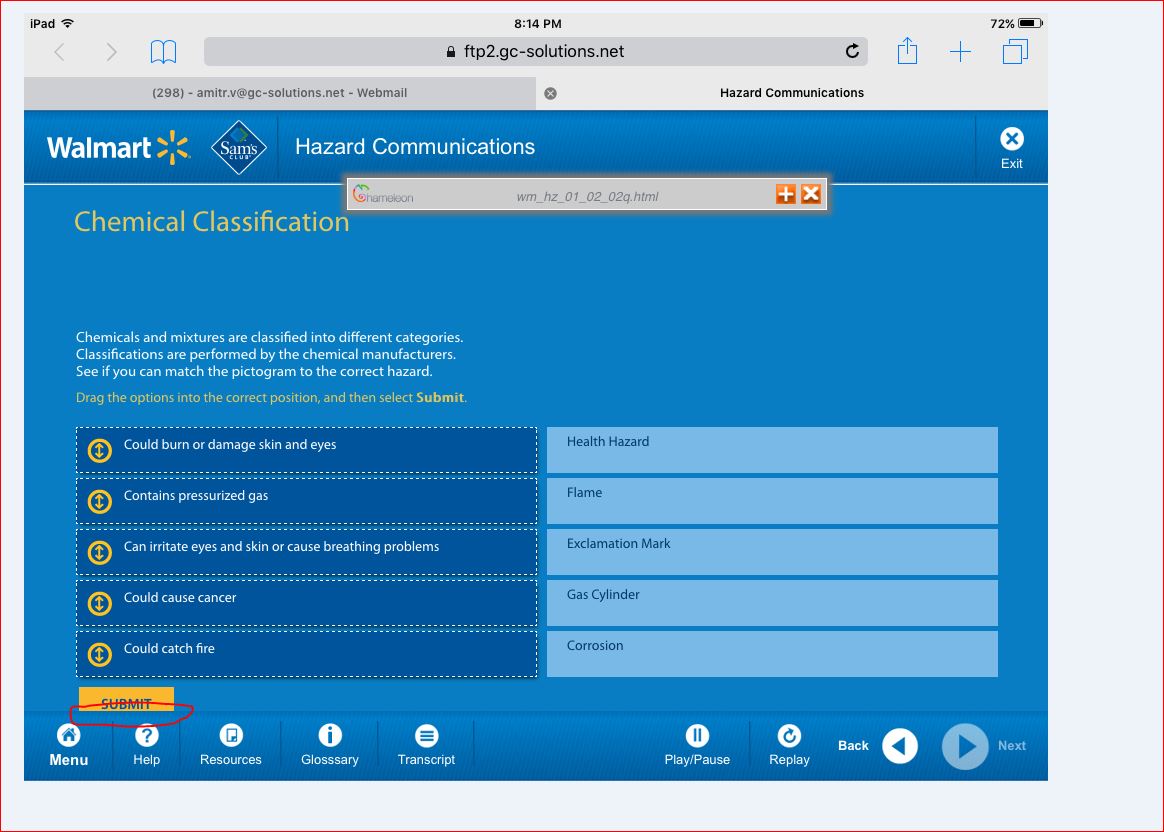 iPad 8:14 PM 72%
ftp2.gc-solutions.net
(298) - amitr.v@gc-solutions.net - Webmail Hazard Communications
Walmart Sam's CLUB Hazard Communications Exit
Chameleon wm_hz_01_02_02q.html
Chemical Classification
Chemicals and mixtures are classified into different categories.
Classifications are performed by the chemical manufacturers.
See if you can match the pictogram to the correct hazard.
Drag the options into the correct position, and then select Submit.
Could burn or damage skin and eyes Health Hazard
Contains pressurized gas Flame
Can irritate eyes and skin or cause breathing problems Exclamation Mark
Could cause cancer Gas Cylinder
Could catch fire Corrosion
SUBMIT
Menu Help Resources Glosssary Transcript Play/Pause Replay Back Next